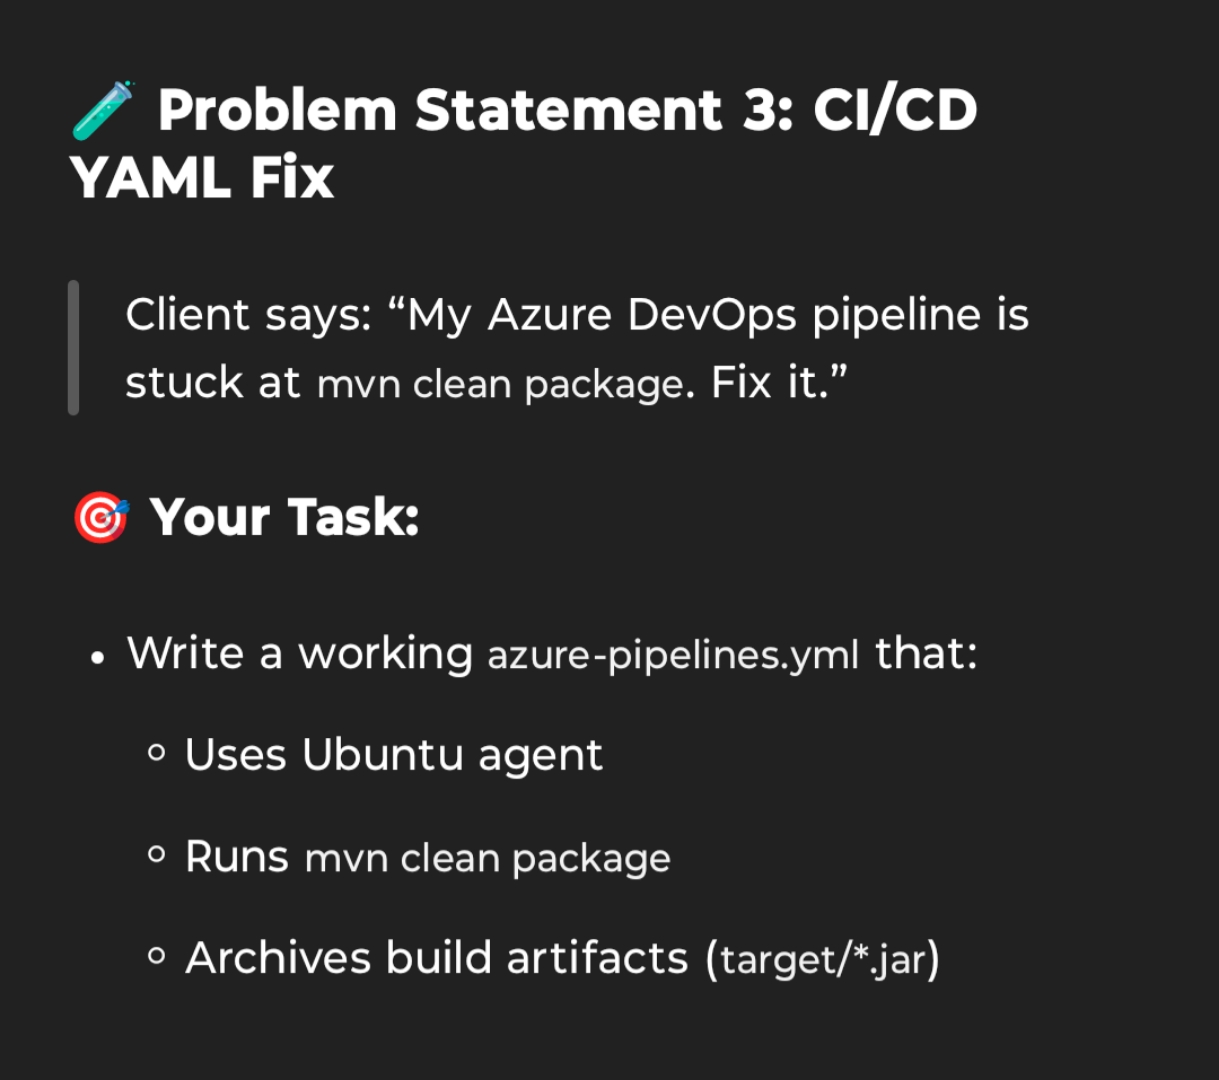 🧪 Problem Statement 3: CI/CD
YAML Fix
Client says: “My Azure DevOps pipeline is
stuck at mvn clean package. Fix it.”
🎯 Your Task:
• Write a working azure-pipelines.yml that:
◦ Uses Ubuntu agent
◦ Runs mvn clean package
◦ Archives build artifacts (target/*.jar)